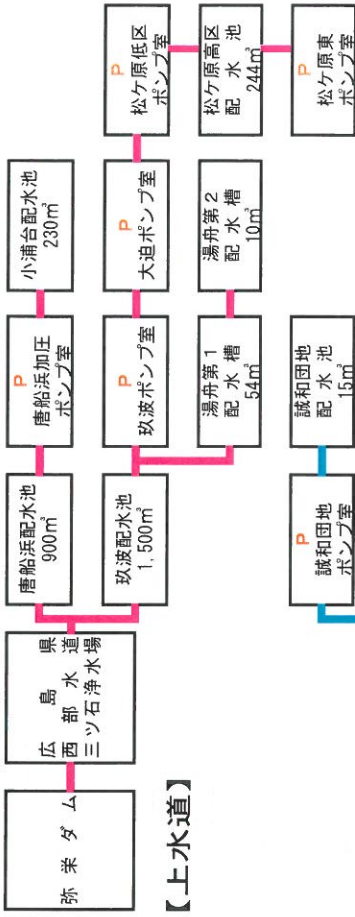 【上水道】
弥栄ダム
広島県
西部水道
三ツ石浄水場
唐船浜配水池
900㎥
P
唐船浜加圧
ポンプ室
小浦台配水池
230㎥
玖波配水池
1,500㎥
P
玖波ポンプ室
P
大迫ポンプ室
P
松ケ原低区
ポンプ室
松ケ原高区
配水池
244㎥
P
松ケ原東
ポンプ室
湯舟第1
配水槽
54㎥
湯舟第2
配水槽
10㎥
P
誠和団地
ポンプ室
誠和団地
配水池
15㎥